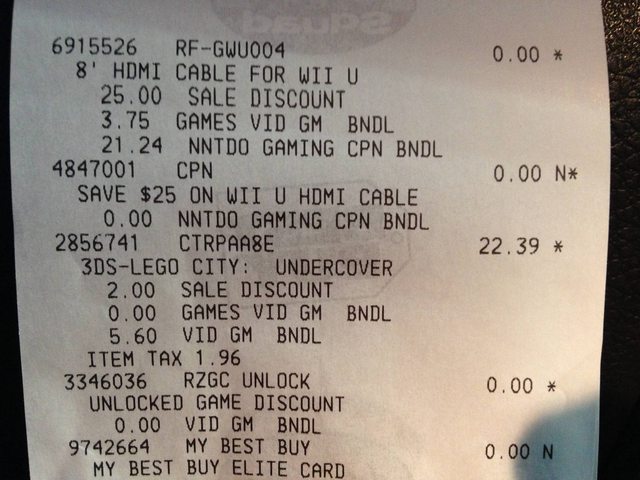 6915526 RF-GWU004 0.00 *
8' HDMI CABLE FOR WII U
25.00 SALE DISCOUNT
3.75 GAMES VID GM BNDL
21.24 NNTDO GAMING CPN BNDL
4847001 CPN 0.00 N*
SAVE $25 ON WII U HDMI CABLE
0.00 NNTDO GAMING CPN BNDL
2856741 CTRPAA8E 22.39 *
3DS-LEGO CITY: UNDERCOVER
2.00 SALE DISCOUNT
0.00 GAMES VID GM BNDL
5.60 VID GM BNDL
ITEM TAX 1.96
3346036 RZGC UNLOCK 0.00 *
UNLOCKED GAME DISCOUNT
0.00 VID GM BNDL
9742664 MY BEST BUY 0.00 N
MY BEST BUY ELITE CARD